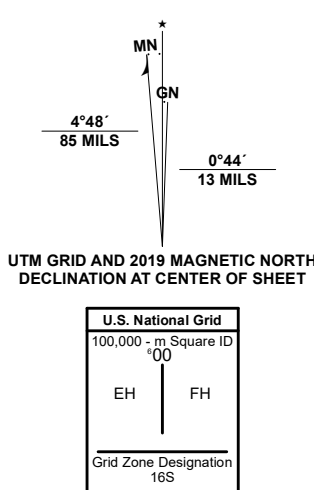 ★
MN
GN
4°48´
85 MILS
0°44´
13 MILS
UTM GRID AND 2019 MAGNETIC NORTH
DECLINATION AT CENTER OF SHEET
U.S. National Grid
100,000 - m Square ID
⁶00
EH FH
Grid Zone Designation
16S